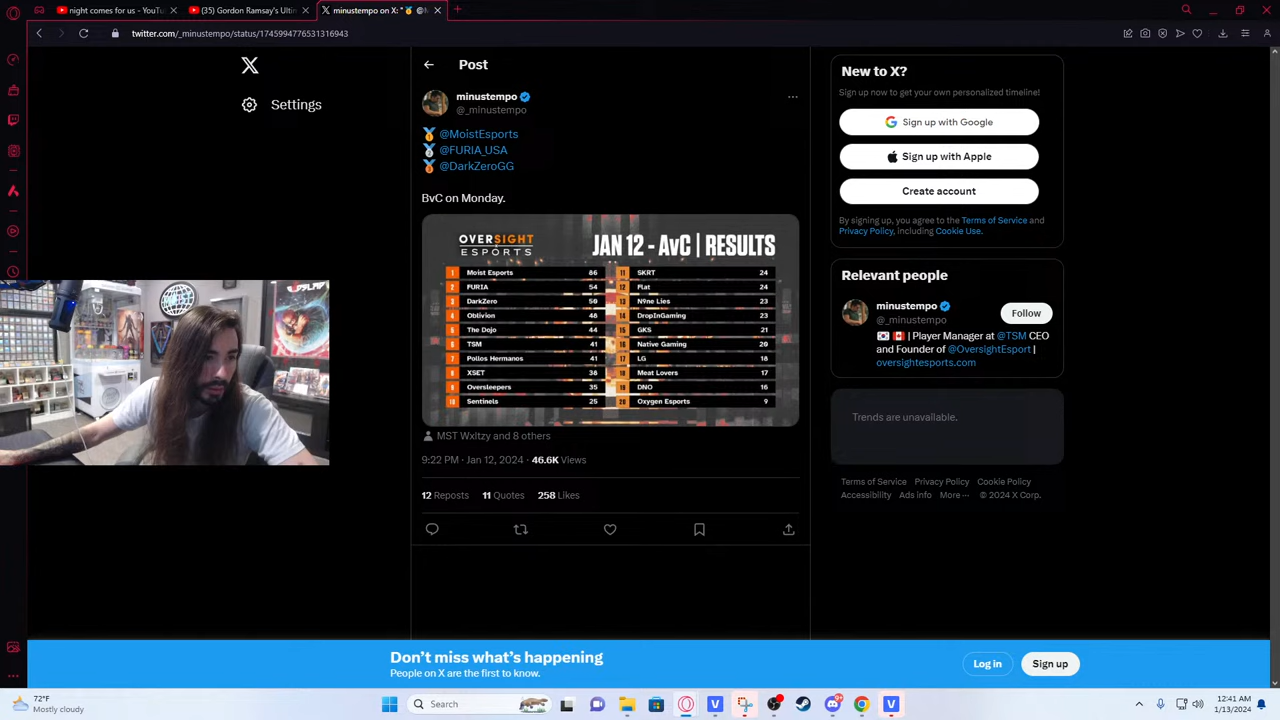 night comes for us - YouTu
(35) Gordon Ramsay's Ultin
minustempo on X: "🥇 @M
twitter.com/_minustempo/status/1745994776531316943
Settings
Post
minustempo
@_minustempo
🥇 @MoistEsports
🥈 @FURIA_USA
🥉 @DarkZeroGG
BvC on Monday.
OVERSIGHT
ESPORTS
JAN 12 - AvC | RESULTS
1 Moist Esports 86
2 FURIA 54
3 DarkZero 50
4 Oblivion 48
5 The Dojo 44
6 TSM 41
7 Pollos Hermanos 41
8 XSET 38
9 Oversleepers 35
10 Sentinels 25
11 SKRT 24
12 Flat 24
13 N9ne Lies 23
14 DropInGaming 23
15 GKS 21
16 Native Gaming 20
17 LG 18
18 Meat Lovers 17
19 DNO 16
20 Oxygen Esports 9
MST Wxltzy and 8 others
9:22 PM · Jan 12, 2024 · 46.6K Views
12 Reposts 11 Quotes 258 Likes
New to X?
Sign up now to get your own personalized timeline!
Sign up with Google
Sign up with Apple
Create account
By signing up, you agree to the Terms of Service and
Privacy Policy, including Cookie Use.
Relevant people
minustempo
@_minustempo
Follow
🇰🇷 🇨🇦 | Player Manager at @TSM CEO
and Founder of @OversightEsport |
oversightesports.com
Trends are unavailable.
Terms of Service Privacy Policy Cookie Policy
Accessibility Ads info More ··· © 2024 X Corp.
Don't miss what's happening
People on X are the first to know.
Log in
Sign up
72°F
Mostly cloudy
Search
12:41 AM
1/13/2024